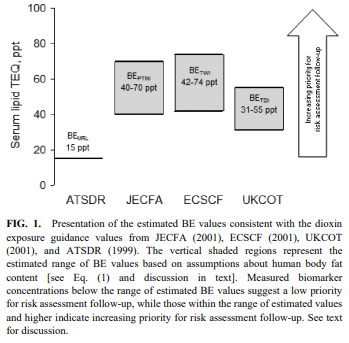 100
80
60
40
20
0
Serum lipid TEQ, ppt
BEMRL
15 ppt
BEPTMI
40-70 ppt
BETWI
42-74 ppt
BETDI
31-55 ppt
Increasing priority for
risk assessment follow-up
ATSDR JECFA ECSCF UKCOT
FIG. 1. Presentation of the estimated BE values consistent with the dioxin
exposure guidance values from JECFA (2001), ECSCF (2001), UKCOT
(2001), and ATSDR (1999). The vertical shaded regions represent the
estimated range of BE values based on assumptions about human body fat
content [see Eq. (1) and discussion in text]. Measured biomarker
concentrations below the range of estimated BE values suggest a low priority
for risk assessment follow-up, while those within the range of estimated values
and higher indicate increasing priority for risk assessment follow-up. See text
for discussion.